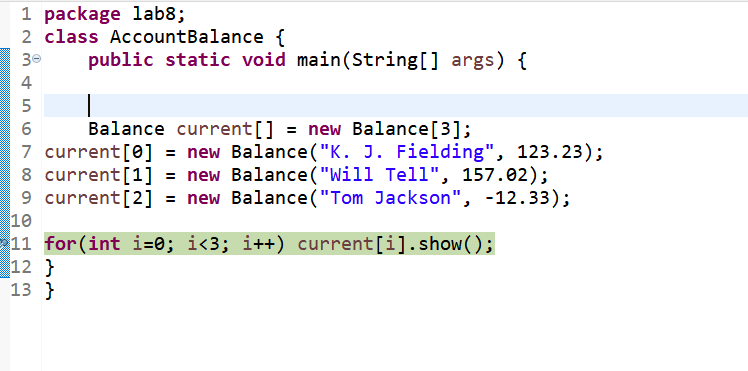 1 package lab8;
2 class AccountBalance {
3     public static void main(String[] args) {
4
5
6     Balance current[] = new Balance[3];
7 current[0] = new Balance("K. J. Fielding", 123.23);
8 current[1] = new Balance("Will Tell", 157.02);
9 current[2] = new Balance("Tom Jackson", -12.33);
10
11 for(int i=0; i<3; i++) current[i].show();
12 }
13 }